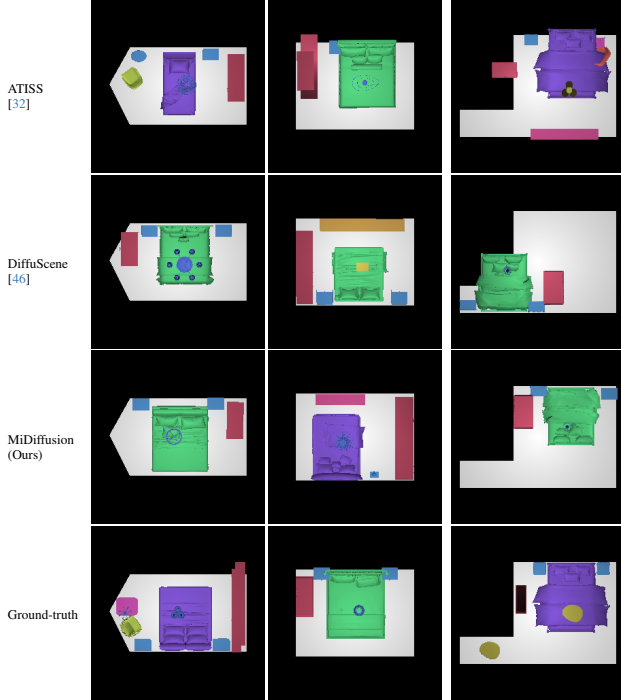 ATISS
[32]
DiffuScene
[46]
MiDiffusion
(Ours)
Ground-truth